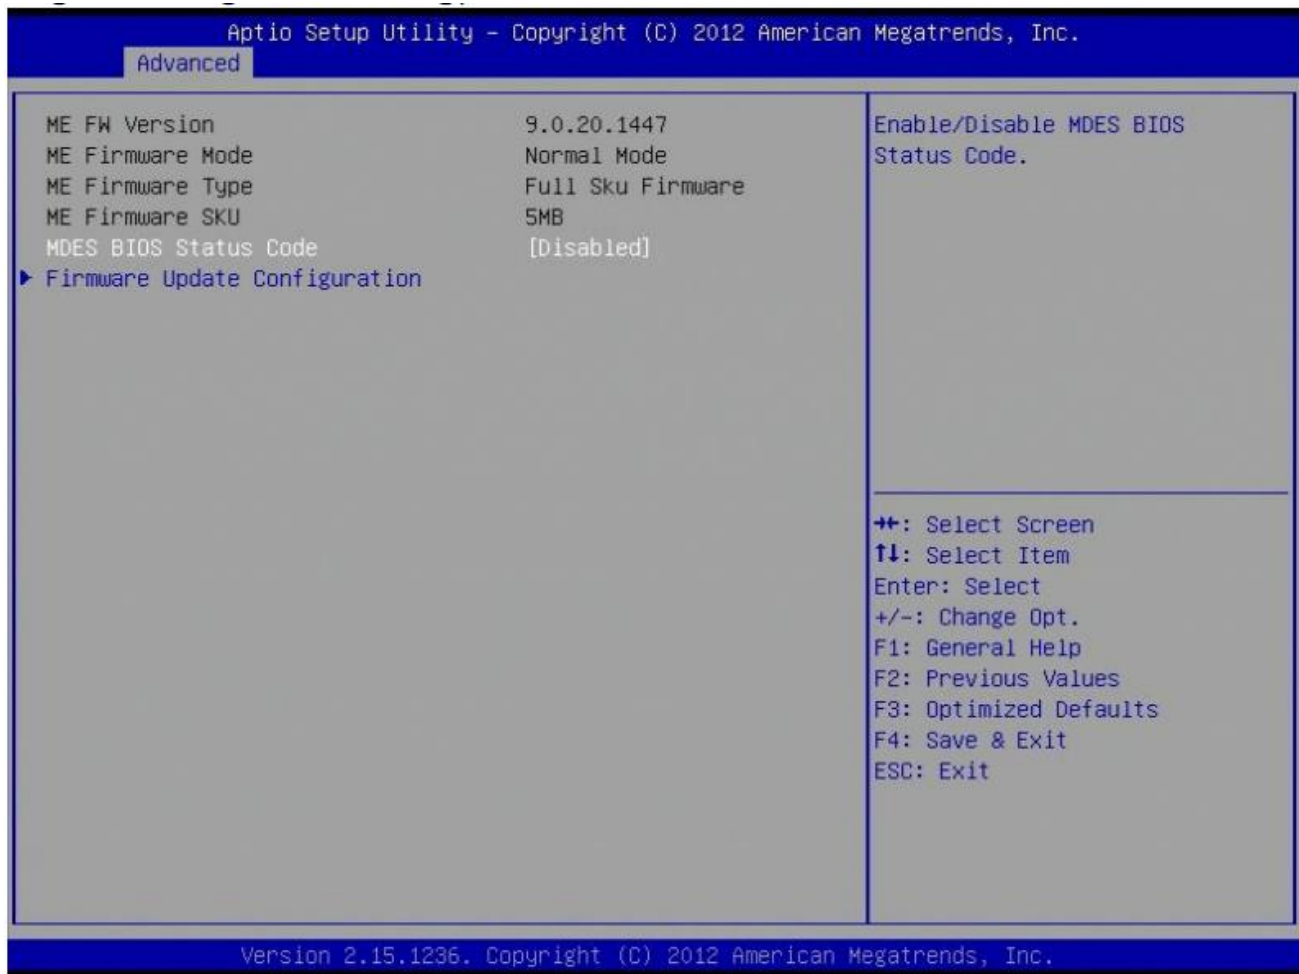 Aptio Setup Utility – Copyright (C) 2012 American Megatrends, Inc.
Advanced
ME FW Version 9.0.20.1447
ME Firmware Mode Normal Mode
ME Firmware Type Full Sku Firmware
ME Firmware SKU 5MB
MDES BIOS Status Code [Disabled]
Firmware Update Configuration
Enable/Disable MDES BIOS
Status Code.
→←: Select Screen
↑↓: Select Item
Enter: Select
+/-: Change Opt.
F1: General Help
F2: Previous Values
F3: Optimized Defaults
F4: Save & Exit
ESC: Exit
Version 2.15.1236. Copyright (C) 2012 American Megatrends, Inc.